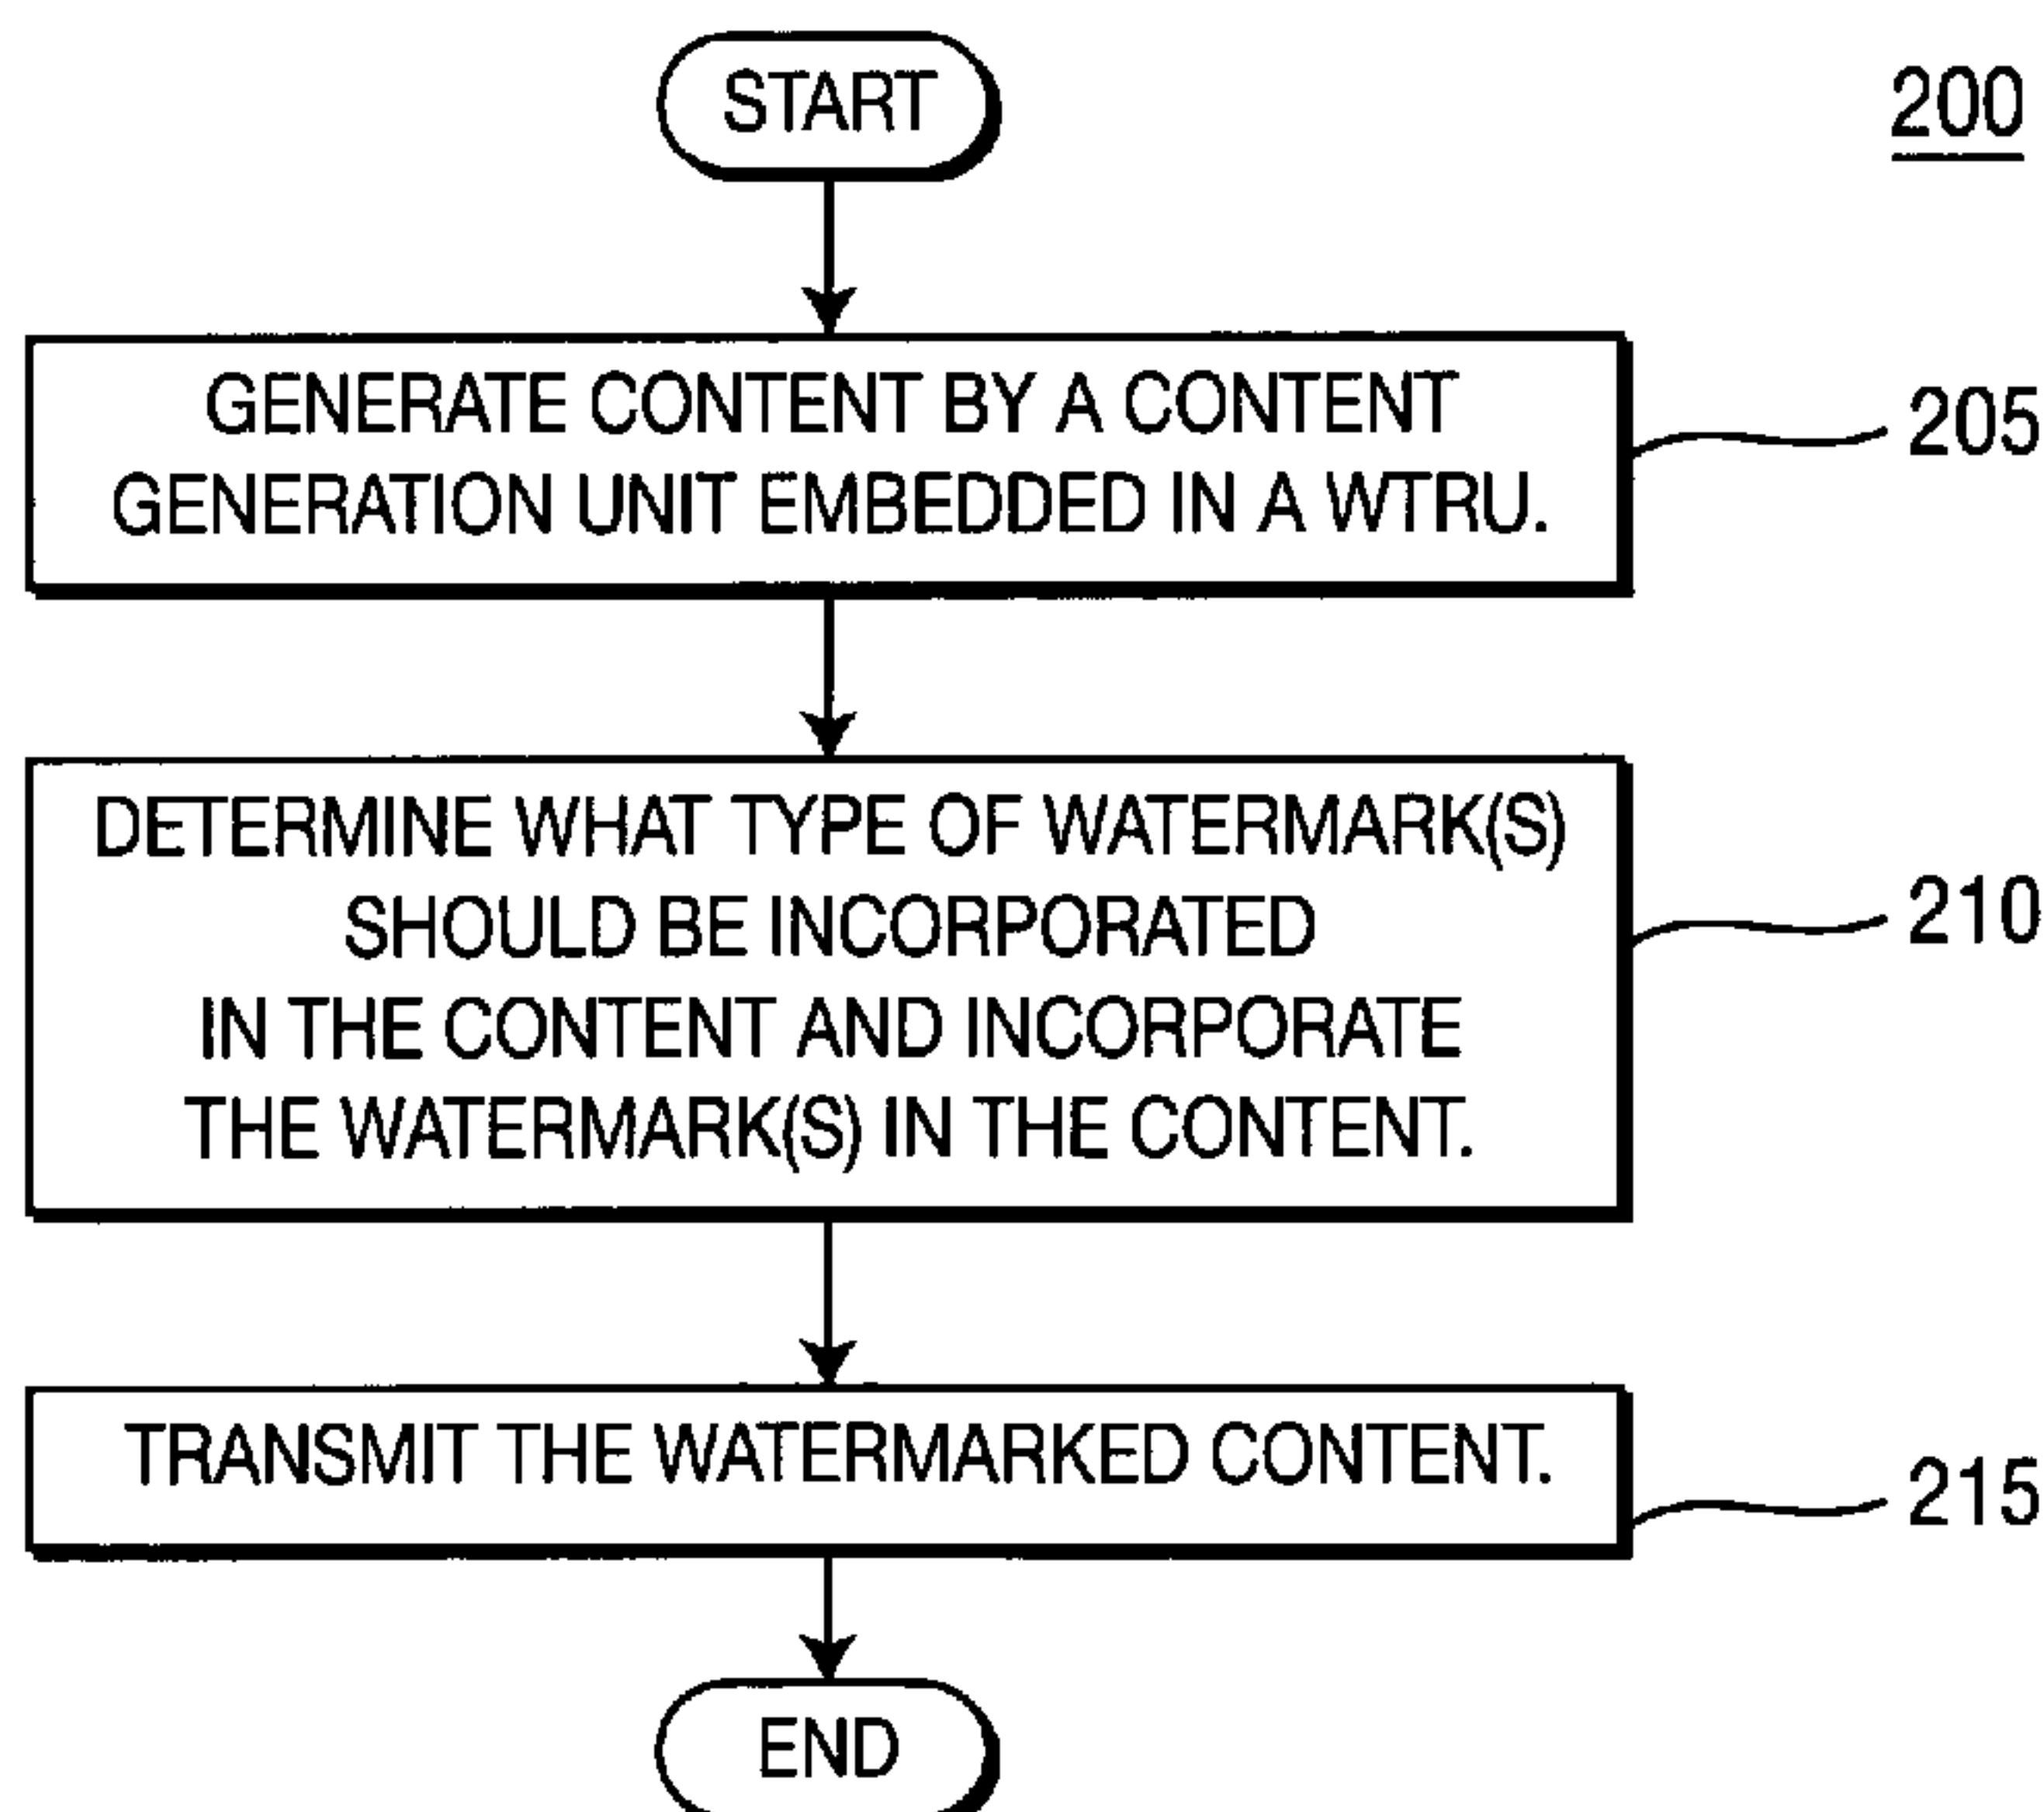 START
200
GENERATE CONTENT BY A CONTENT
GENERATION UNIT EMBEDDED IN A WTRU.
205
DETERMINE WHAT TYPE OF WATERMARK(S)
SHOULD BE INCORPORATED
IN THE CONTENT AND INCORPORATE
THE WATERMARK(S) IN THE CONTENT.
210
TRANSMIT THE WATERMARKED CONTENT.
215
END